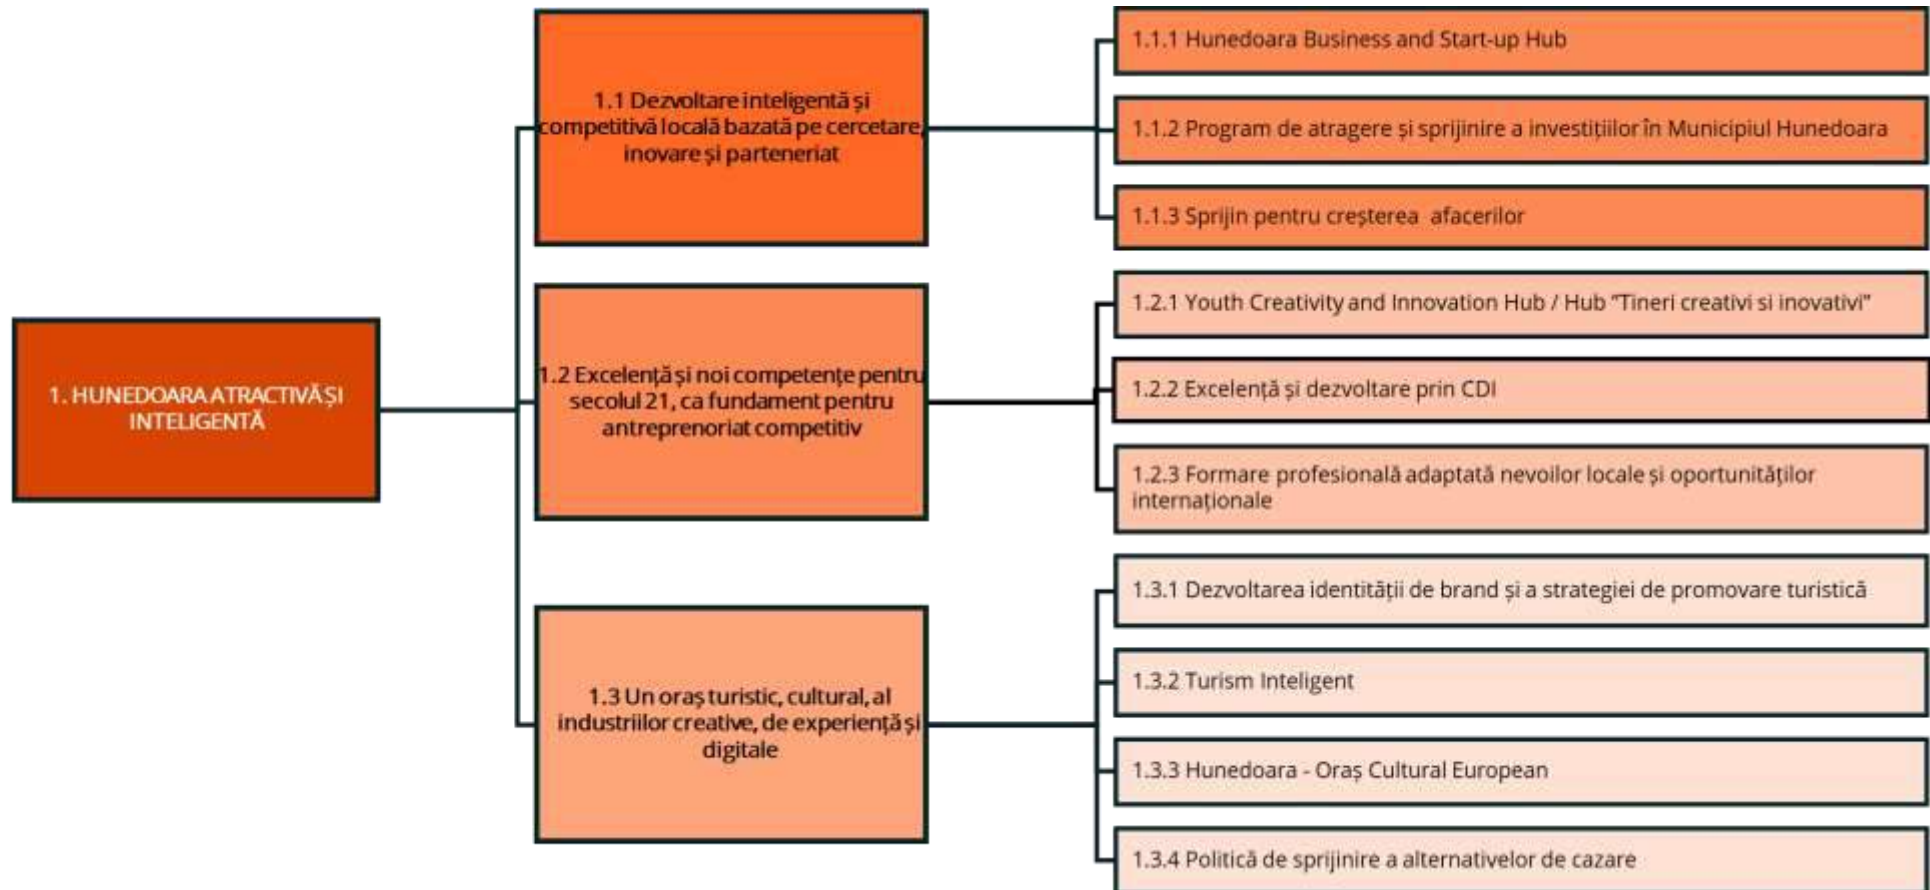 1. HUNEDOARA ATRACTIVĂ ȘI
INTELIGENTĂ
1.1 Dezvoltare inteligentă și
competitivă locală bazată pe cercetare,
inovare și parteneriat
1.1.1 Hunedoara Business and Start-up Hub
1.1.2 Program de atragere și sprijinire a investițiilor în Municipiul Hunedoara
1.1.3 Sprijin pentru creșterea afacerilor
1.2 Excelență și noi competențe pentru
secolul 21, ca fundament pentru
antreprenoriat competitiv
1.2.1 Youth Creativity and Innovation Hub / Hub "Tineri creativi si inovativi"
1.2.2 Excelență și dezvoltare prin CDI
1.2.3 Formare profesională adaptată nevoilor locale și oportunităților
internaționale
1.3 Un oraș turistic, cultural, al
industriilor creative, de experiență și
digitale
1.3.1 Dezvoltarea identității de brand și a strategiei de promovare turistică
1.3.2 Turism Inteligent
1.3.3 Hunedoara - Oraș Cultural European
1.3.4 Politică de sprijinire a alternativelor de cazare